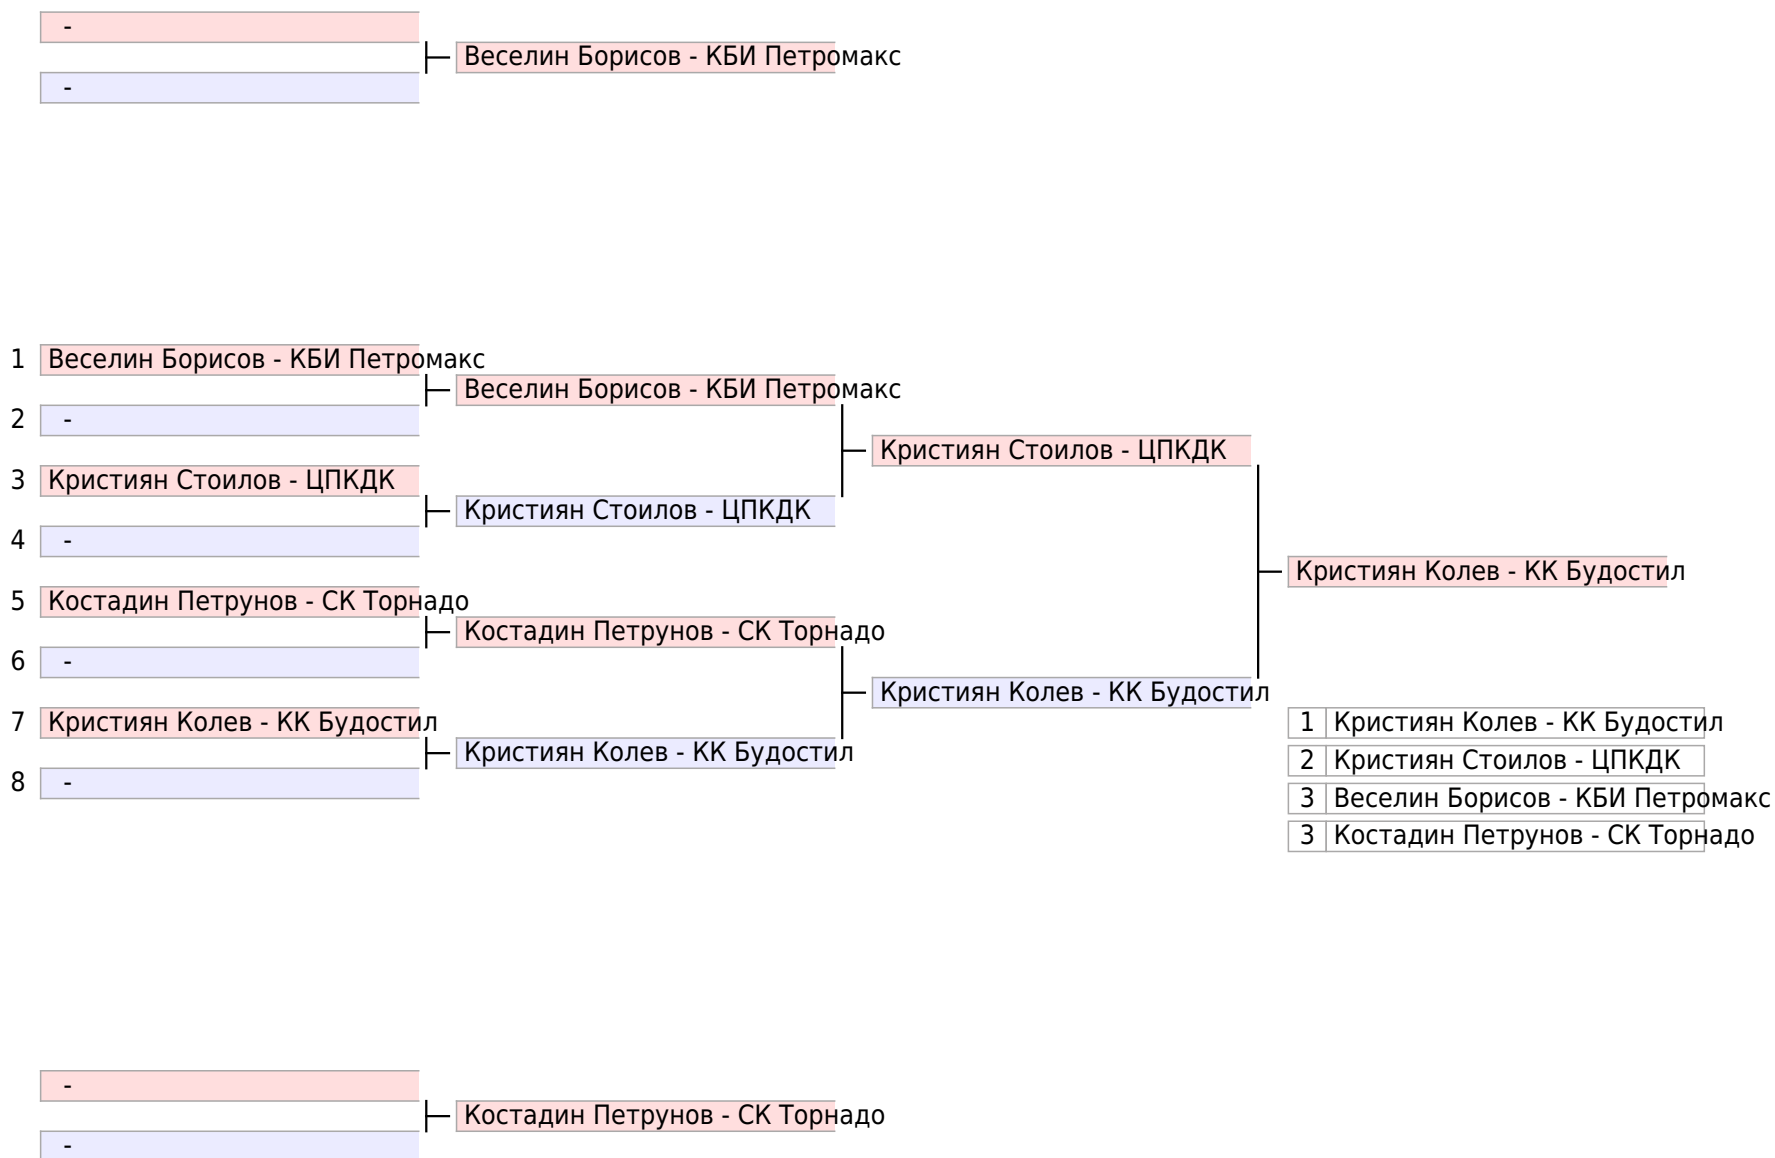 -
Веселин Борисов - КБИ Петромакс
-
1 Веселин Борисов - КБИ Петромакс
Веселин Борисов - КБИ Петромакс
2 -
Кристиян Стоилов - ЦПКДК
3 Кристиян Стоилов - ЦПКДК
Кристиян Стоилов - ЦПКДК
4 -
Кристиян Колев - КК Будостил
5 Костадин Петрунов - СК Торнадо
Костадин Петрунов - СК Торнадо
6 -
Кристиян Колев - КК Будостил
7 Кристиян Колев - КК Будостил
1 Кристиян Колев - КК Будостил
Кристиян Колев - КК Будостил
2 Кристиян Стоилов - ЦПКДК
8 -
3 Веселин Борисов - КБИ Петромакс
3 Костадин Петрунов - СК Торнадо
-
Костадин Петрунов - СК Торнадо
-